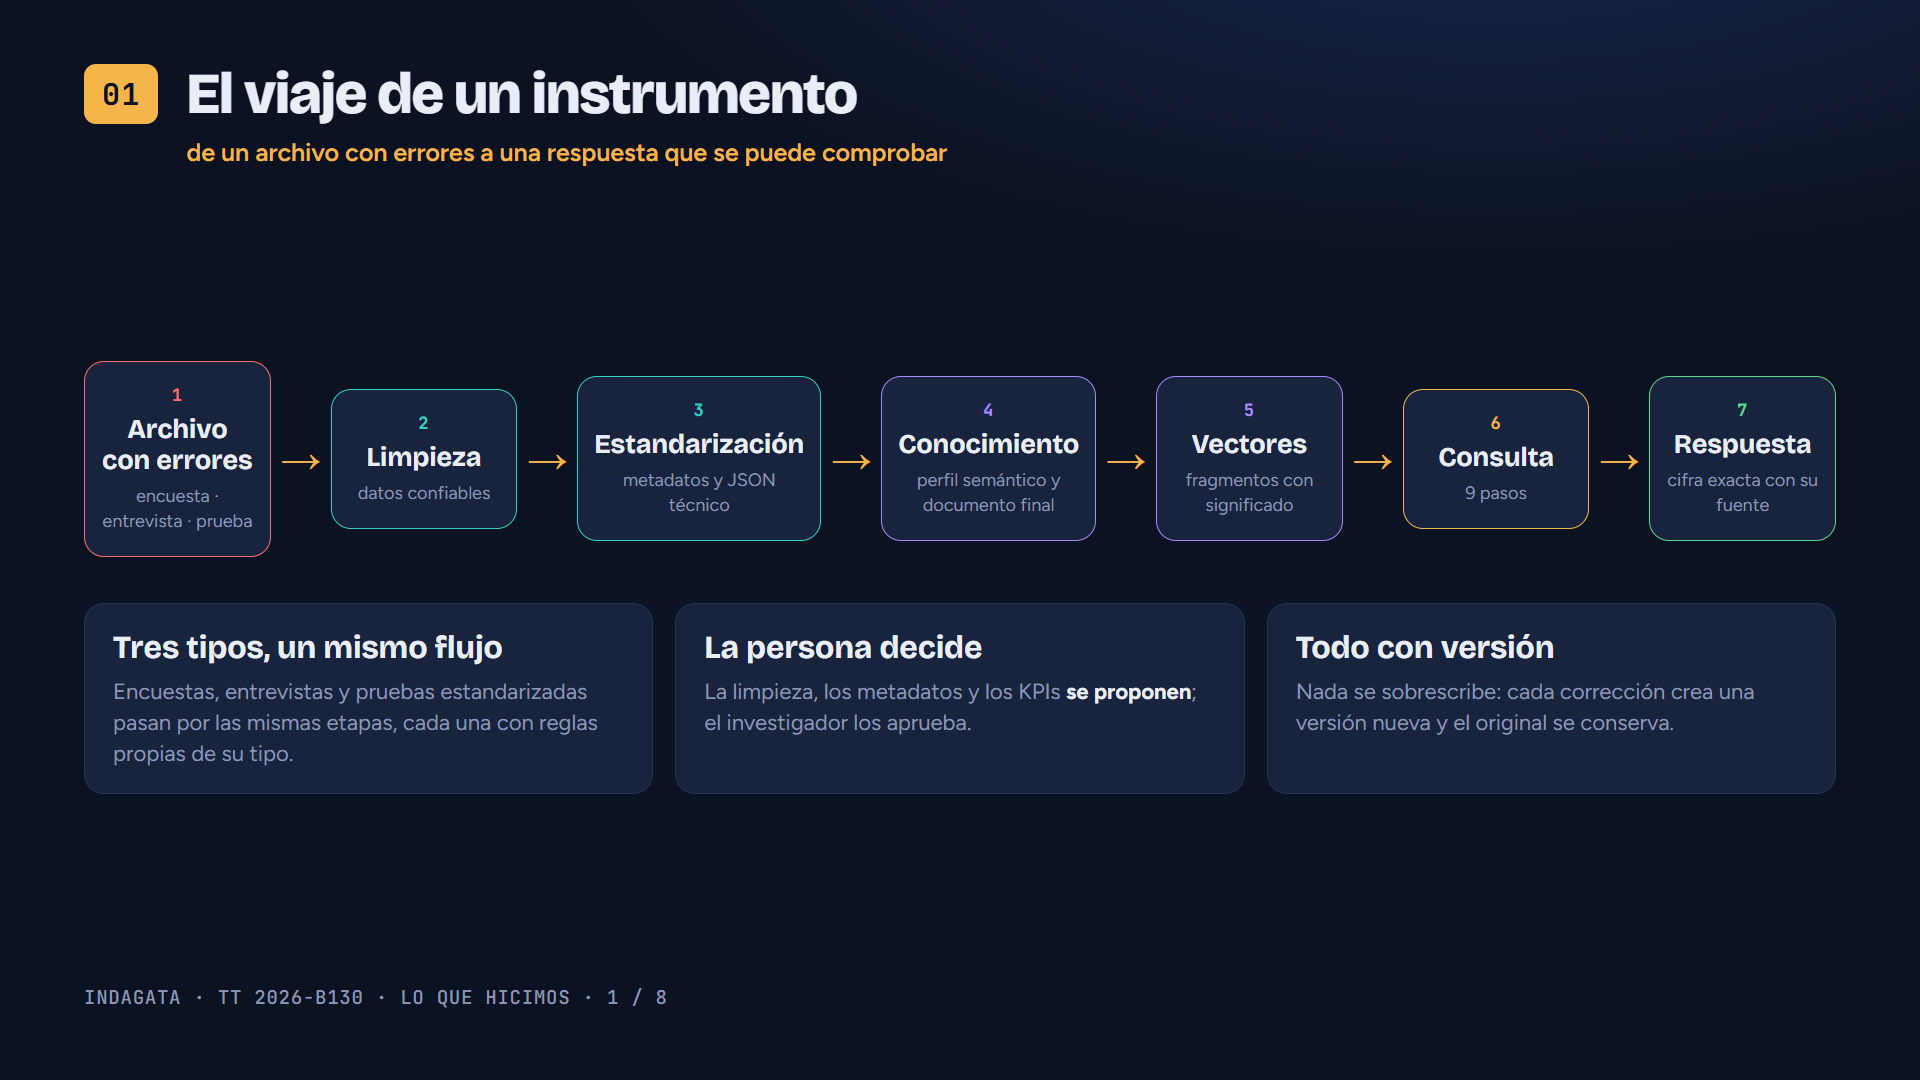 01
El viaje de un instrumento
de un archivo con errores a una respuesta que se puede comprobar
1
Archivo
con errores
encuesta ·
entrevista · prueba
→
2
Limpieza
datos confiables
→
3
Estandarización
metadatos y JSON
técnico
→
4
Conocimiento
perfil semántico y
documento final
→
5
Vectores
fragmentos con
significado
→
6
Consulta
9 pasos
→
7
Respuesta
cifra exacta con su
fuente
Tres tipos, un mismo flujo
Encuestas, entrevistas y pruebas estandarizadas
pasan por las mismas etapas, cada una con reglas
propias de su tipo.
La persona decide
La limpieza, los metadatos y los KPIs se proponen;
el investigador los aprueba.
Todo con versión
Nada se sobrescribe: cada corrección crea una
versión nueva y el original se conserva.
INDAGATA · TT 2026-B130 · LO QUE HICIMOS · 1 / 8